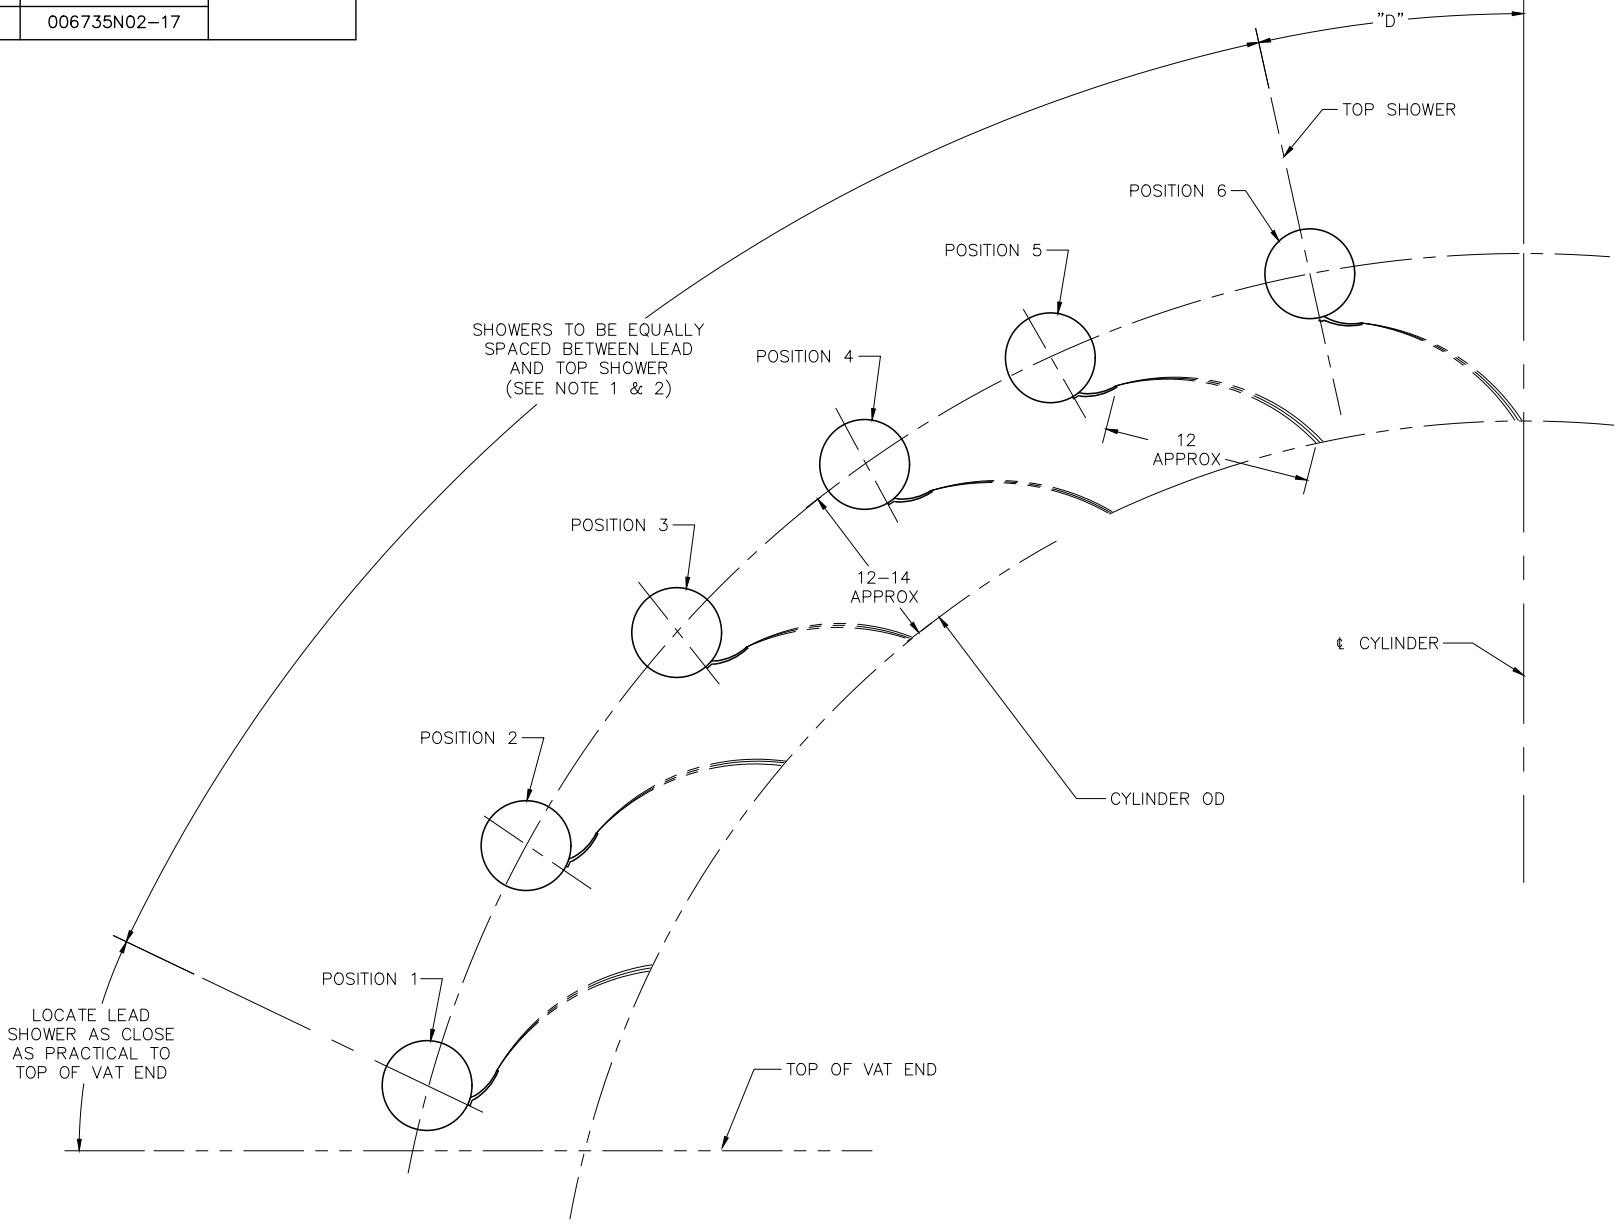 006735N02-17
"D"
TOP SHOWER
POSITION 6
POSITION 5
SHOWERS TO BE EQUALLY
SPACED BETWEEN LEAD
AND TOP SHOWER
(SEE NOTE 1 & 2)
POSITION 4
12
APPROX
POSITION 3
12-14
APPROX
℄ CYLINDER
POSITION 2
CYLINDER OD
POSITION 1
LOCATE LEAD
SHOWER AS CLOSE
AS PRACTICAL TO
TOP OF VAT END
TOP OF VAT END